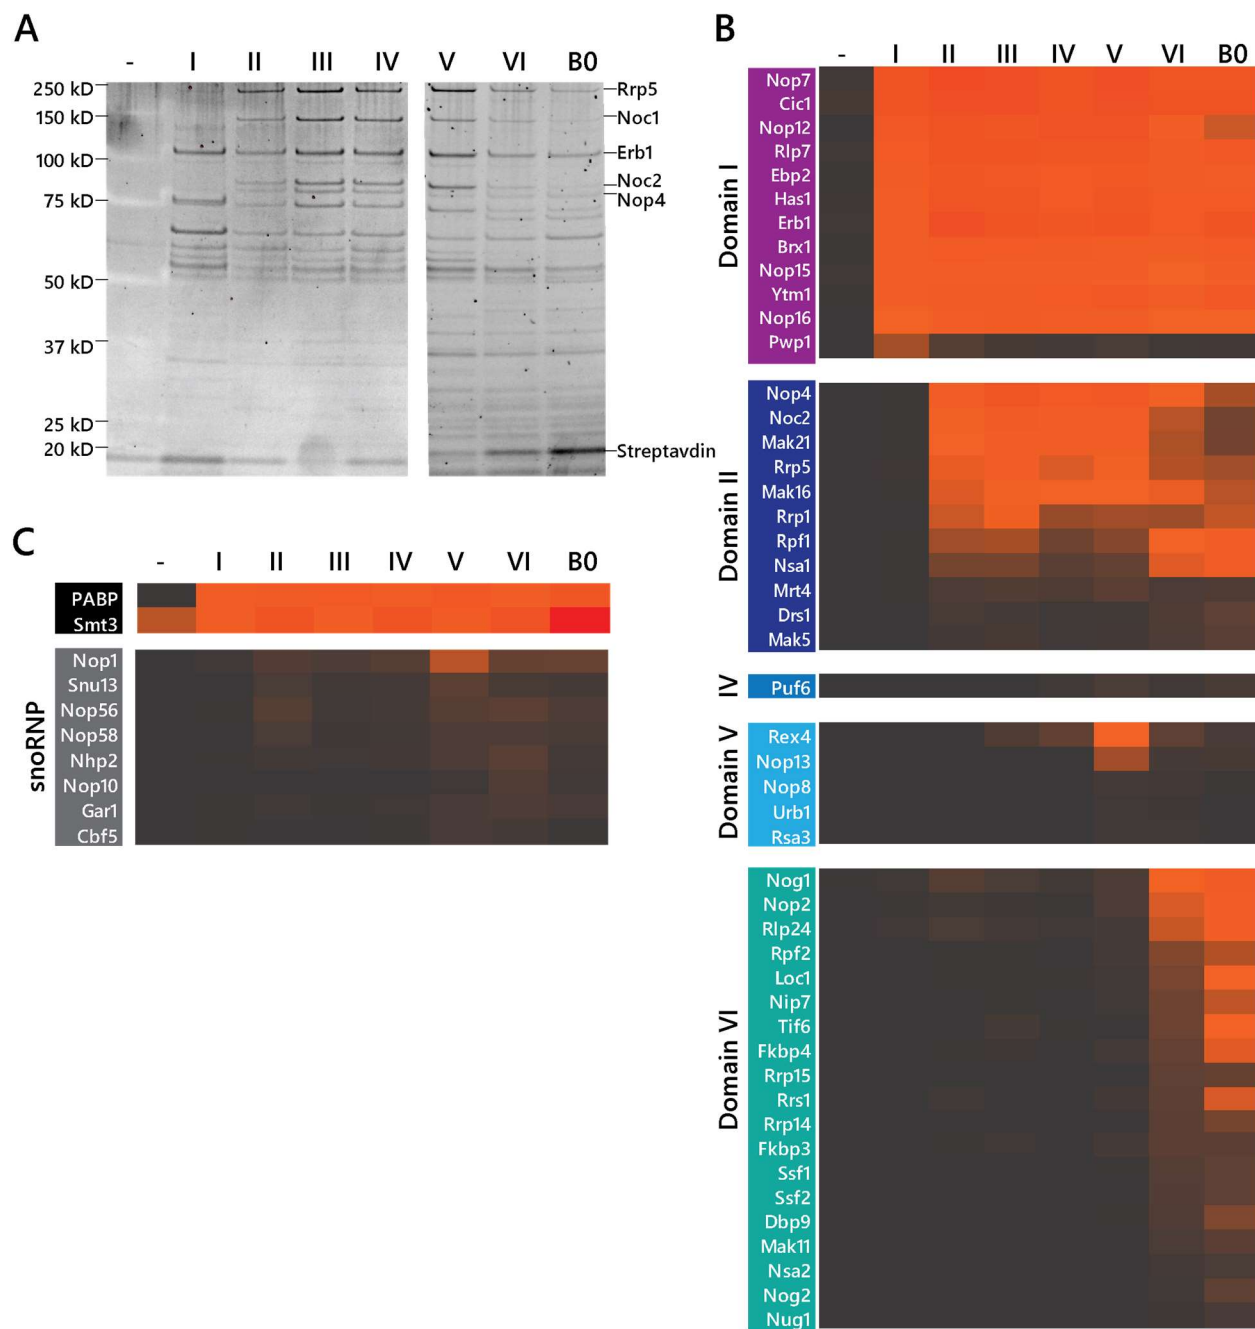 A
- I II III IV V VI B0
250 kD
150 kD
100 kD
75 kD
50 kD
37 kD
25 kD
20 kD
Rrp5
Noc1
Erb1
Noc2
Nop4
Streptavdin
B
- I II III IV V VI B0
Domain I
Nop7
Cic1
Nop12
Rlp7
Ebp2
Has1
Erb1
Brx1
Nop15
Ytm1
Nop16
Pwp1
Domain II
Nop4
Noc2
Mak21
Rrp5
Mak16
Rrp1
Rpf1
Nsa1
Mrt4
Drs1
Mak5
IV
Puf6
Domain V
Rex4
Nop13
Nop8
Urb1
Rsa3
Domain VI
Nog1
Nop2
Rlp24
Rpf2
Loc1
Nip7
Tif6
Fkbp4
Rrp15
Rrs1
Rrp14
Fkbp3
Ssf1
Ssf2
Dbp9
Mak11
Nsa2
Nog2
Nug1
C
- I II III IV V VI B0
PABP
Smt3
snoRNP
Nop1
Snu13
Nop56
Nop58
Nhp2
Nop10
Gar1
Cbf5